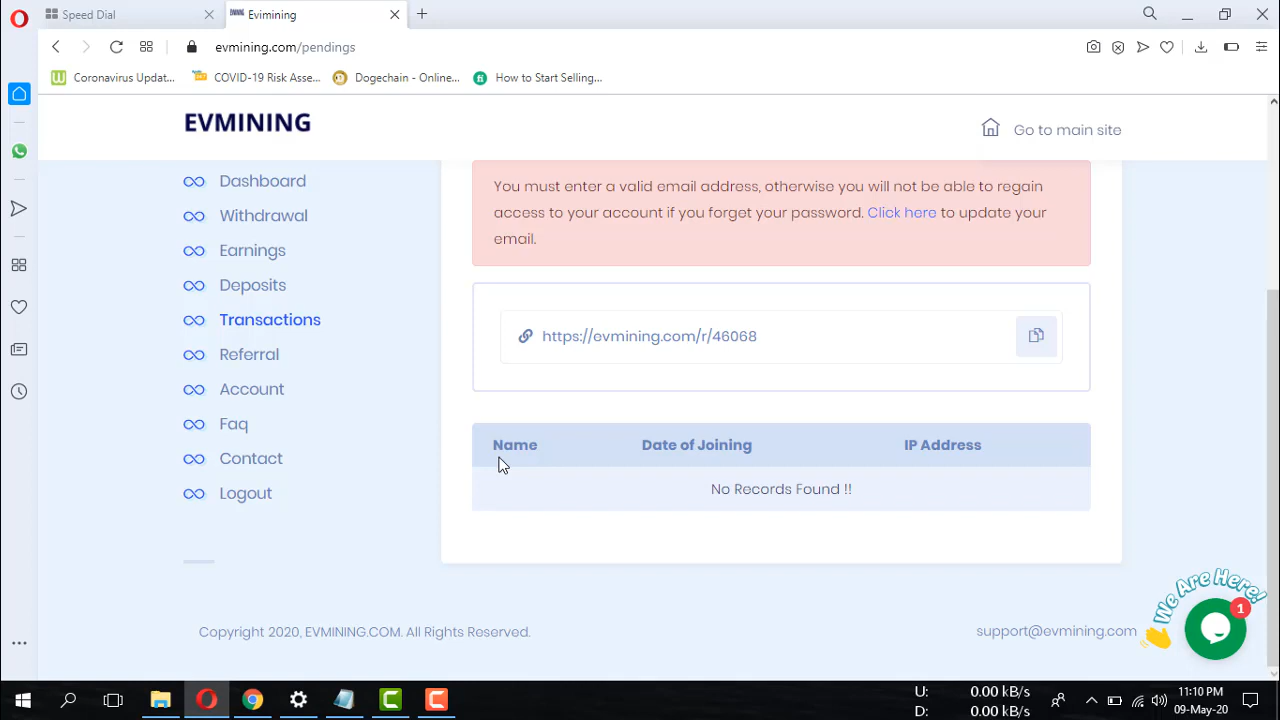 Speed Dial
Evimining
evmining.com/pendings
Coronavirus Updat...
COVID-19 Risk Asse...
Dogechain - Online...
How to Start Selling...
EVMINING
Go to main site
Dashboard
Withdrawal
Earnings
Deposits
Transactions
Referral
Account
Faq
Contact
Logout
You must enter a valid email address, otherwise you will not be able to regain
access to your account if you forget your password. Click here to update your
email.
https://evmining.com/r/46068
Name Date of Joining IP Address
No Records Found !!
We Are Here!
1
Copyright 2020, EVMINING.COM. All Rights Reserved.
support@evmining.com
U: 0.00 kB/s
D: 0.00 kB/s
11:10 PM
09-May-20